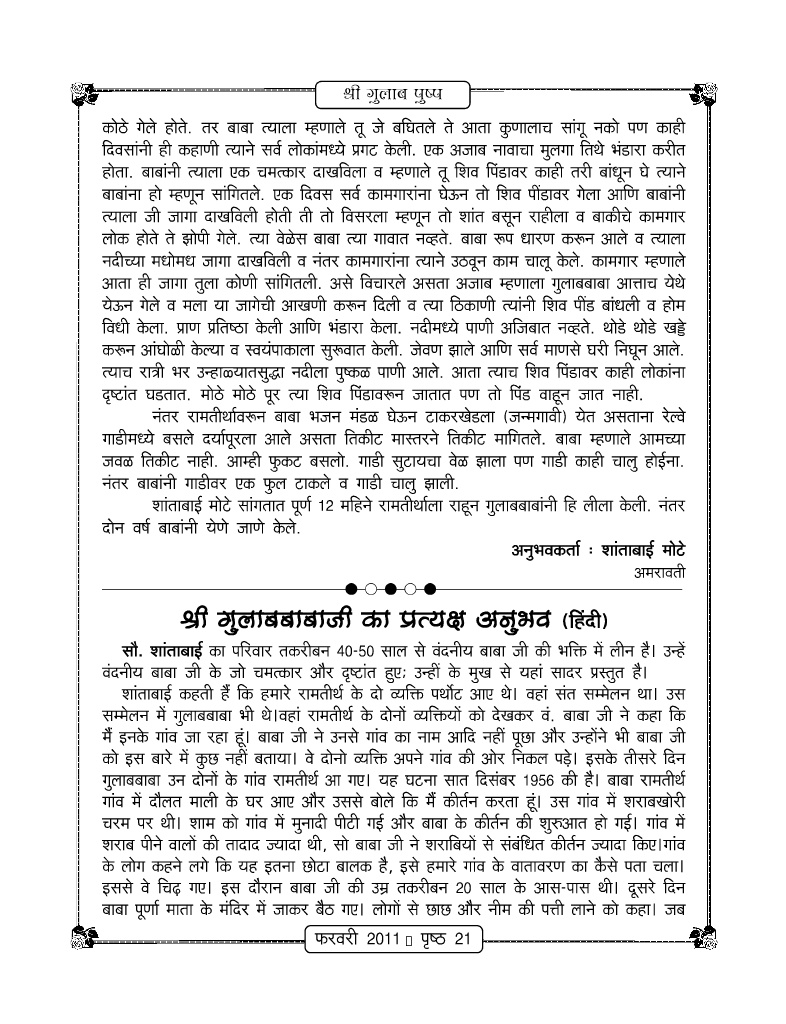 श्री गुलाब पुष्प
कोठे गेले होते. तर बाबा त्याला म्हणाले तू जे बघितले ते आता कुणालाच सांगू नको पण काही
दिवसांनी ही कहाणी त्याने सर्व लोकांमध्ये प्रगट केली. एक अजाब नावाचा मुलगा तिथे भंडारा करीत
होता. बाबांनी त्याला एक चमत्कार दाखविला व म्हणाले तू शिव पिंडावर काही तरी बांधून घे त्याने
बाबांना हो म्हणून सांगितले. एक दिवस सर्व कामगारांना घेऊन तो शिव पींडावर गेला आणि बाबांनी
त्याला जी जागा दाखविली होती ती तो विसरला म्हणून तो शांत बसून राहीला व बाकीचे कामगार
लोक होते ते झोपी गेले. त्या वेळेस बाबा त्या गावात नव्हते. बाबा रूप धारण करून आले व त्याला
नदीच्या मधोमध जागा दाखविली व नंतर कामगारांना त्याने उठवून काम चालू केले. कामगार म्हणाले
आता ही जागा तुला कोणी सांगितली. असे विचारले असता अजाब म्हणाला गुलाबबाबा आत्ताच येथे
येऊन गेले व मला या जागेची आखणी करून दिली व त्या ठिकाणी त्यांनी शिव पींड बांधली व होम
विधी केला. प्राण प्रतिष्ठा केली आणि भंडारा केला. नदीमध्ये पाणी अजिबात नव्हते. थोडे थोडे खड्डे
करून आंघोळी केल्या व स्वयंपाकाला सुरूवात केली. जेवण झाले आणि सर्व माणसे घरी निघून आले.
त्याच रात्री भर उन्हाळ्यातसुद्धा नदीला पुष्कळ पाणी आले. आता त्याच शिव पिंडावर काही लोकांना
दृष्टांत घडतात. मोठे मोठे पूर त्या शिव पिंडावरून जातात पण तो पिंड वाहून जात नाही.
नंतर रामतीर्थावरून बाबा भजन मंडळ घेऊन टाकरखेडला (जन्मगावी) येत असताना रेल्वे
गाडीमध्ये बसले दर्यापूरला आले असता तिकीट मास्तरने तिकीट मागितले. बाबा म्हणाले आमच्या
जवळ तिकीट नाही. आम्ही फुकट बसलो. गाडी सुटायचा वेळ झाला पण गाडी काही चालु होईना.
नंतर बाबांनी गाडीवर एक फुल टाकले व गाडी चालु झाली.
शांताबाई मोटे सांगतात पूर्ण 12 महिने रामतीर्थाला राहून गुलाबबाबांनी हि लीला केली. नंतर
दोन वर्ष बाबांनी येणे जाणे केले.
अनुभवकर्ता : शांताबाई मोटे
अमरावती
श्री गुलाबबाबाजी का प्रत्यक्ष अनुभव (हिंदी)
सौ. शांताबाई का परिवार तकरीबन 40-50 साल से वंदनीय बाबा जी की भक्ति में लीन है। उन्हें
वंदनीय बाबा जी के जो चमत्कार और दृष्टांत हुए; उन्हीं के मुख से यहां सादर प्रस्तुत है।
शांताबाई कहती हैं कि हमारे रामतीर्थ के दो व्यक्ति पर्थोट आए थे। वहां संत सम्मेलन था। उस
सम्मेलन में गुलाबबाबा भी थे।वहां रामतीर्थ के दोनों व्यक्तियों को देखकर वं. बाबा जी ने कहा कि
मैं इनके गांव जा रहा हूं। बाबा जी ने उनसे गांव का नाम आदि नहीं पूछा और उन्होंने भी बाबा जी
को इस बारे में कुछ नहीं बताया। वे दोनो व्यक्ति अपने गांव की ओर निकल पड़े। इसके तीसरे दिन
गुलाबबाबा उन दोनों के गांव रामतीर्थ आ गए। यह घटना सात दिसंबर 1956 की है। बाबा रामतीर्थ
गांव में दौलत माली के घर आए और उससे बोले कि मैं कीर्तन करता हूं। उस गांव में शराबखोरी
चरम पर थी। शाम को गांव में मुनादी पीटी गई और बाबा के कीर्तन की शुरुआत हो गई। गांव में
शराब पीने वालों की तादाद ज्यादा थी, सो बाबा जी ने शराबियों से संबंधित कीर्तन ज्यादा किए।गांव
के लोग कहने लगे कि यह इतना छोटा बालक है, इसे हमारे गांव के वातावरण का कैसे पता चला।
इससे वे चिढ़ गए। इस दौरान बाबा जी की उम्र तकरीबन 20 साल के आस-पास थी। दूसरे दिन
बाबा पूर्णा माता के मंदिर में जाकर बैठ गए। लोगों से छाछ और नीम की पत्ती लाने को कहा। जब
फरवरी 2011 ▯ पृष्ठ 21